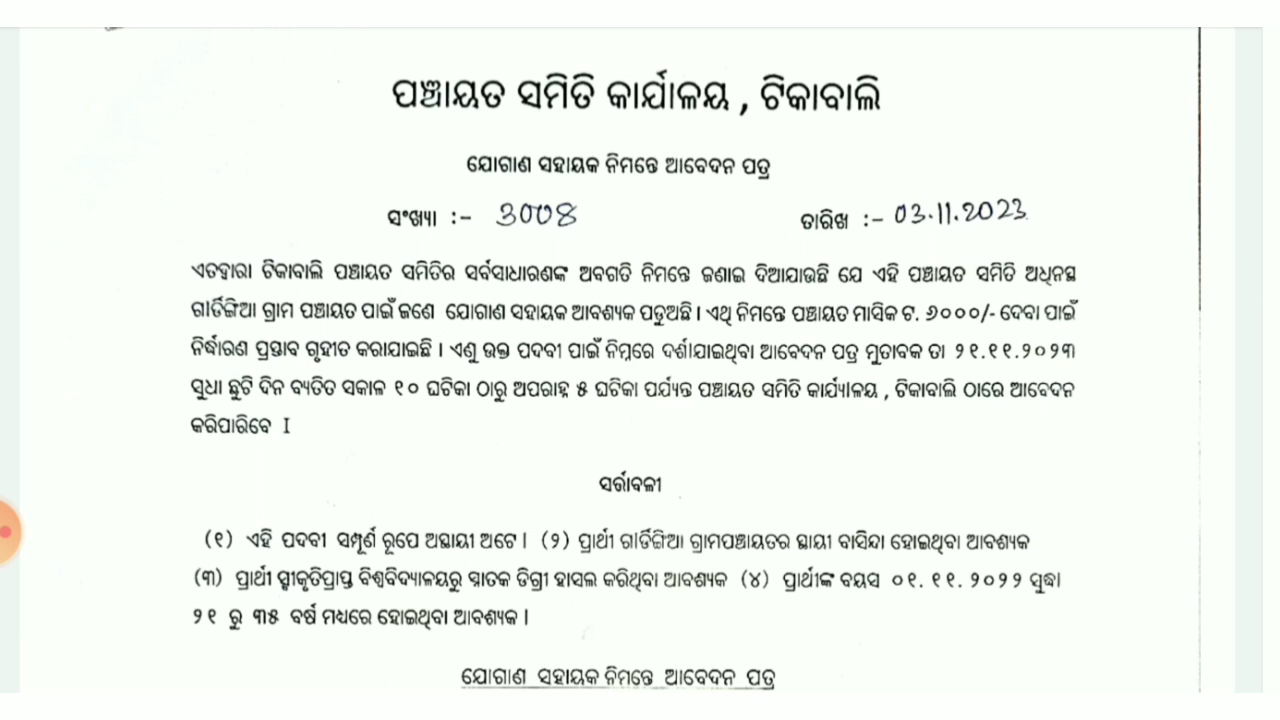 ପଞ୍ଚାୟତ ସମିତି କାର୍ଯାଳୟ , ଟିକାବାଲି
ଯୋଗାଣ ସହାୟକ ନିମନ୍ତେ ଆବେଦନ ପତ୍ର
ସଂଖ୍ୟା :- 3008 ତାରିଖ :- 03.11.2023
ଏତଦ୍ଵାରା ଟିକାବାଲି ପଞ୍ଚାୟତ ସମିତିର ସର୍ବସାଧାରଣଙ୍କ ଅବଗତି ନିମନ୍ତେ ଜଣାଇ ଦିଆଯାଉଛି ଯେ ଏହି ପଞ୍ଚାୟତ ସମିତି ଅଧିନସ୍ଥ
ଗାର୍ଡିଙ୍ଗିଆ ଗ୍ରାମ ପଞ୍ଚାୟତ ପାଇଁ ଜଣେ ଯୋଗାଣ ସହାୟକ ଆବଶ୍ୟକ ପଡୁଅଛି । ଏଥି ନିମନ୍ତେ ପଞ୍ଚାୟତ ମାସିକ ଟ. ୬୦୦୦/- ଦେବା ପାଇଁ
ନିର୍ଦ୍ଧାରଣ ପ୍ରସ୍ତାବ ଗୃହୀତ କରାଯାଇଛି । ଏଣୁ ଉକ୍ତ ପଦବୀ ପାଇଁ ନିମ୍ନରେ ଦର୍ଶାଯାଇଥିବା ଆବେଦନ ପତ୍ର ମୁତାବକ ତା ୨୧.୧୧.୨୦୨୩
ସୁଧା ଛୁଟି ଦିନ ବ୍ୟତିତ ସକାଳ ୧୦ ଘଟିକା ଠାରୁ ଅପରାହ୍ନ ୫ ଘଟିକା ପର୍ଯ୍ୟନ୍ତ ପଞ୍ଚାୟତ ସମିତି କାର୍ଯ୍ୟାଳୟ , ଟିକାବାଲି ଠାରେ ଆବେଦନ
କରିପାରିବେ I
ସର୍ତ୍ତାବଳୀ
(୧) ଏହି ପଦବୀ ସମ୍ପୂର୍ଣ ରୂପେ ଅସ୍ଥାୟୀ ଅଟେ । (୨) ପ୍ରାର୍ଥୀ ଗାର୍ଡିଙ୍ଗିଆ ଗ୍ରାମପଞ୍ଚାୟତର ସ୍ଥାୟୀ ବାସିନ୍ଦା ହୋଇଥିବା ଆବଶ୍ୟକ
(୩) ପ୍ରାର୍ଥୀ ସ୍ବୀକୃତିପ୍ରାପ୍ତ ବିଶ୍ଵବିଦ୍ୟାଳୟରୁ ସ୍ନାତକ ଡିଗ୍ରୀ ହାସଲ କରିଥିବା ଆବଶ୍ୟକ (୪) ପ୍ରାର୍ଥୀଙ୍କ ବୟସ ୦୧. ୧୧. ୨୦୨୨ ସୁଦ୍ଧା
୨୧ ରୁ ୩୫ ବର୍ଷ ମଧ୍ୟରେ ହୋଇଥିବା ଆବଶ୍ୟକ ।
ଯୋଗାଣ ସହାୟକ ନିମନ୍ତେ ଆବେଦନ ପତ୍ର